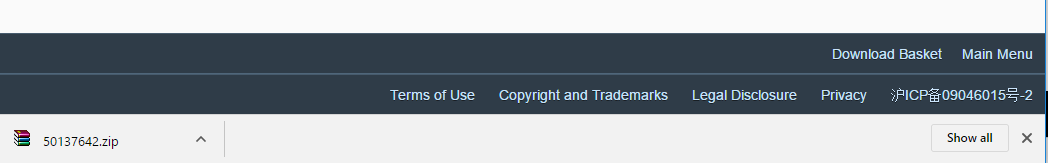 Download Basket Main Menu
Terms of Use Copyright and Trademarks Legal Disclosure Privacy 沪ICP备09046015号-2
50137642.zip Show all